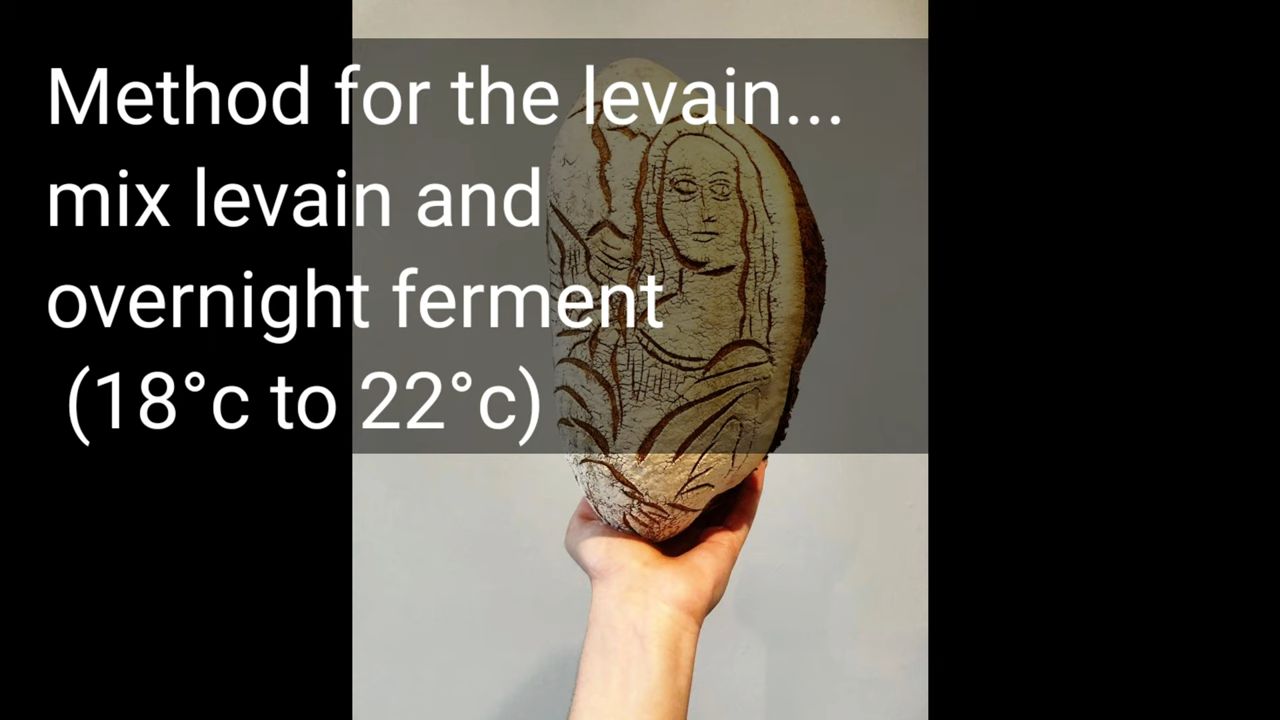 Method for the levain...
mix levain and
overnight ferment
(18°c to 22°c)